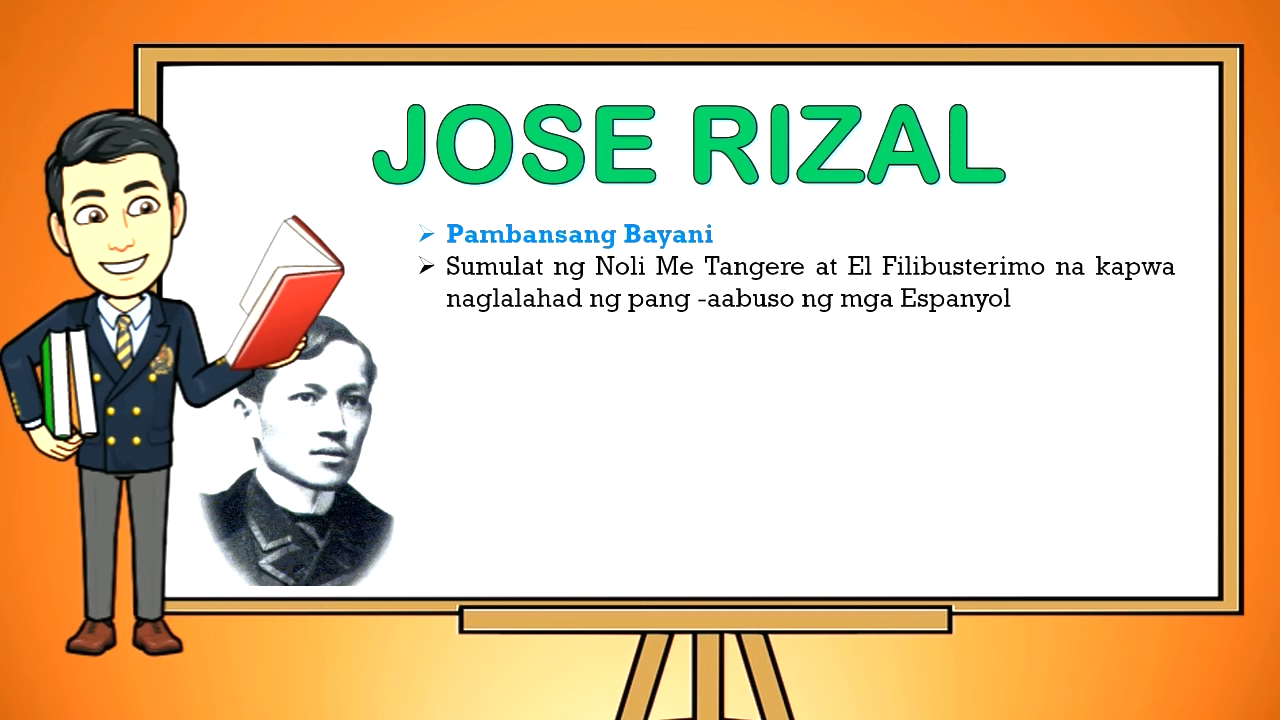 JOSE RIZAL
Pambansang Bayani
Sumulat ng Noli Me Tangere at El Filibusterimo na kapwa
naglalahad ng pang -aabuso ng mga Espanyol